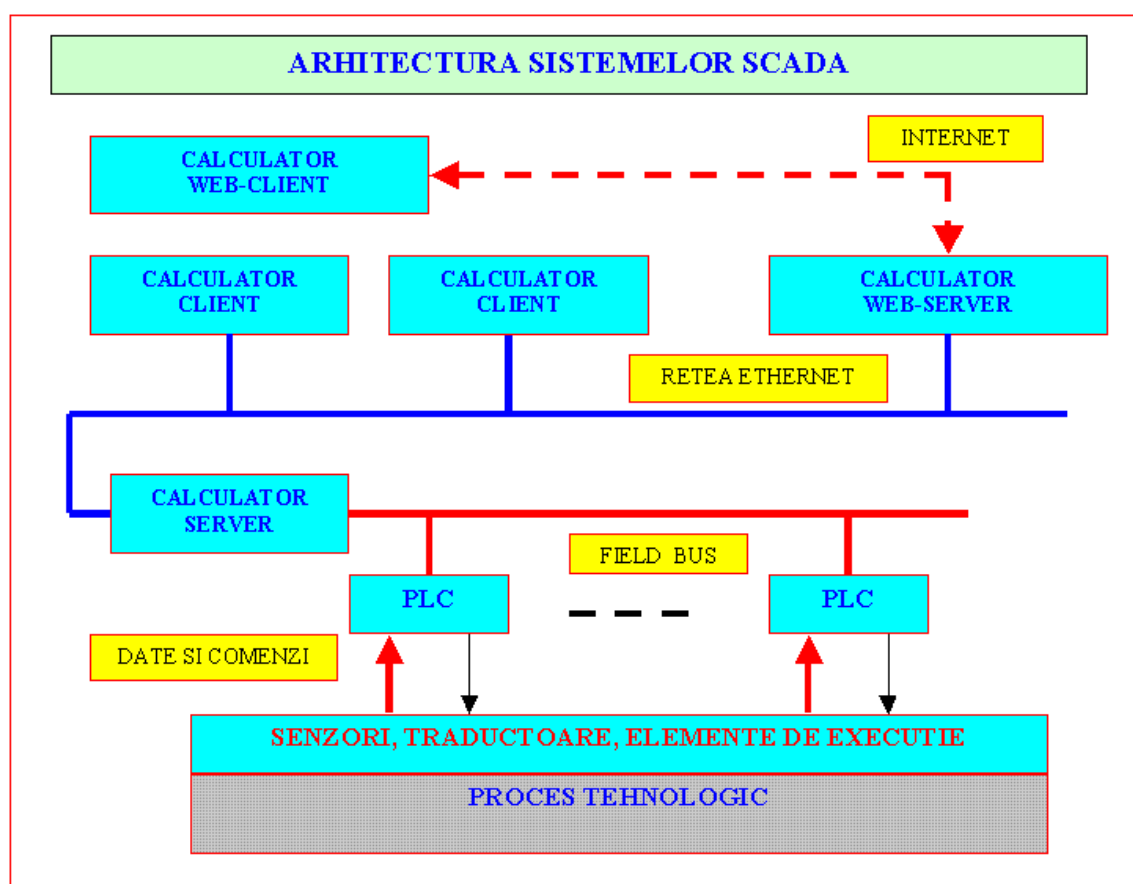 ARHITECTURA SISTEMELOR SCADA
INTERNET
CALCULATOR
WEB-CLIENT
CALCULATOR
CLIENT
CALCULATOR
CLIENT
CALCULATOR
WEB-SERVER
RETEA ETHERNET
CALCULATOR
SERVER
FIELD BUS
PLC
PLC
DATE SI COMENZI
SENZORI, TRADUCTOARE, ELEMENTE DE EXECUTIE
PROCES TEHNOLOGIC